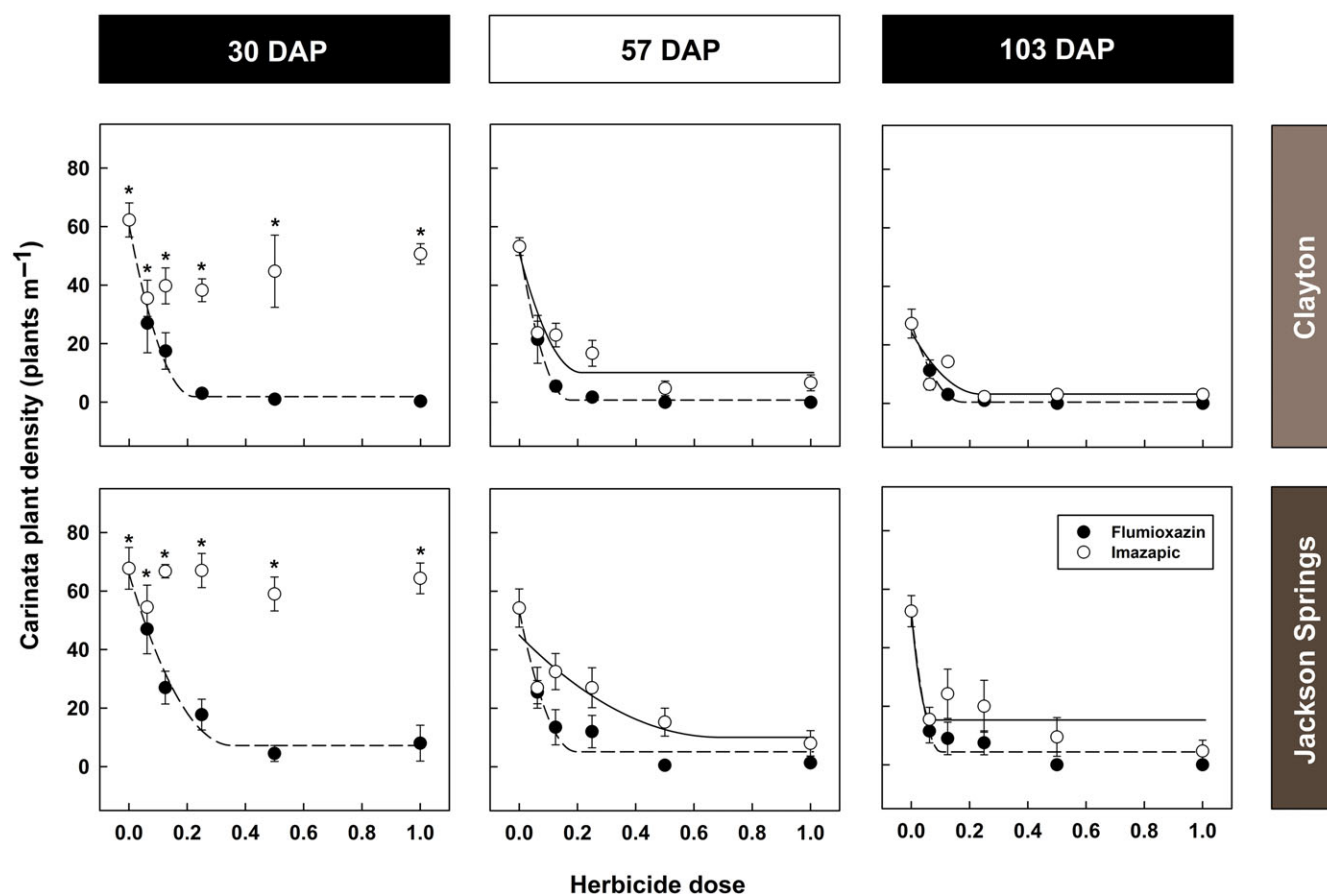 30 DAP
57 DAP
103 DAP
80
60
40
20
0
*
*
*
*
*
*
Clayton
80
60
40
20
0
*
*
*
*
*
*
Flumioxazin
Imazapic
Jackson Springs
0.0 0.2 0.4 0.6 0.8 1.0
0.0 0.2 0.4 0.6 0.8 1.0
0.0 0.2 0.4 0.6 0.8 1.0
Carinata plant density (plants m−1)
Herbicide dose